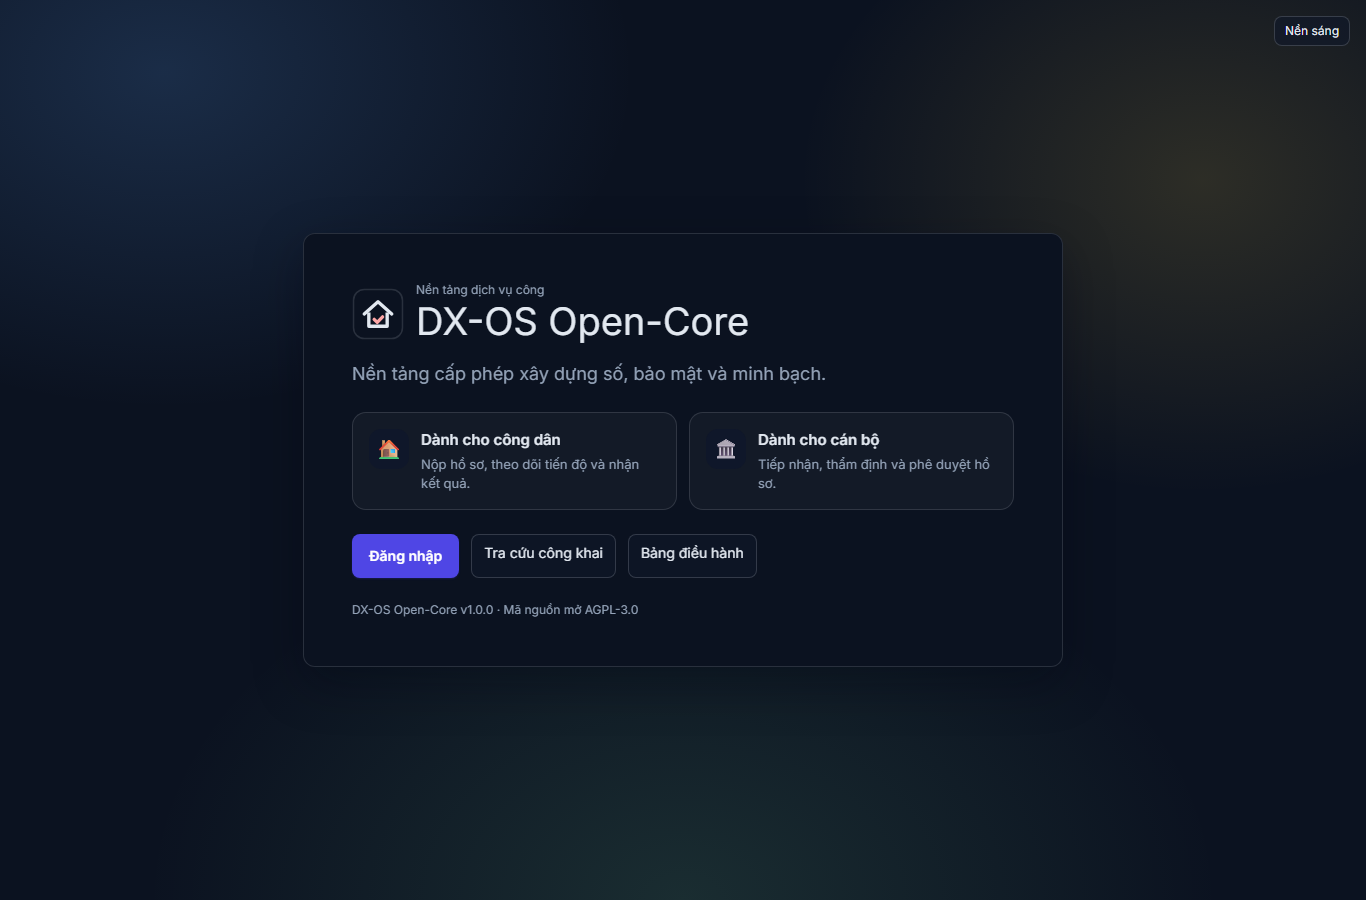 Nền sáng
Nền tảng dịch vụ công
DX-OS Open-Core
Nền tảng cấp phép xây dựng số, bảo mật và minh bạch.
Dành cho công dân
Nộp hồ sơ, theo dõi tiến độ và nhận
kết quả.
Dành cho cán bộ
Tiếp nhận, thẩm định và phê duyệt hồ
sơ.
Đăng nhập
Tra cứu công khai
Bảng điều hành
DX-OS Open-Core v1.0.0 · Mã nguồn mở AGPL-3.0